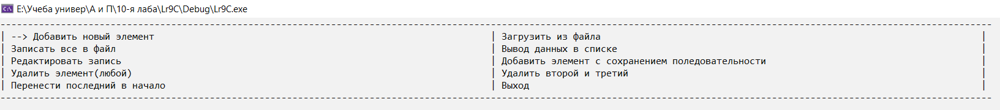 E:\Учеба универ\А и П\10-я лаба\Lr9C\Debug\Lr9C.exe
| --> Добавить новый элемент | Загрузить из файла |
| Записать все в файл | Вывод данных в списке |
| Редактировать запись | Добавить элемент с сохранением поледовательности |
| Удалить элемент(любой) | Удалить второй и третий |
| Перенести последний в начало | Выход |